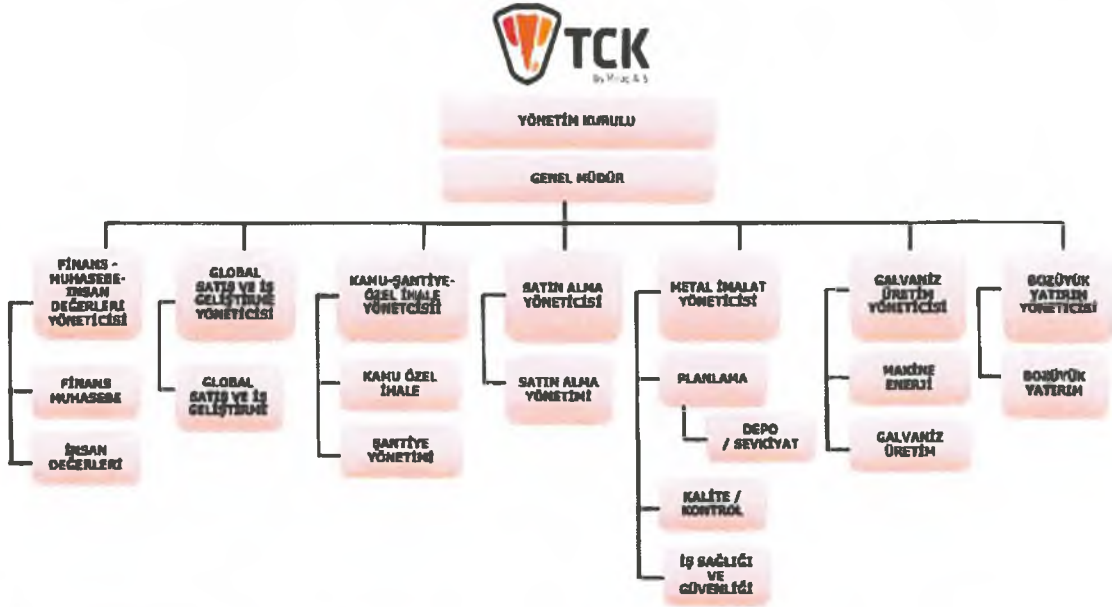 TCK
YÖNETİM KURULU
GENEL MÜDÜR
FİNANS -
MUHASEBE-
İNSAN
DEĞERLERİ
YÖNETİCİSİ
GLOBAL
SATIŞ VE İŞ
GELİŞTİRME
YÖNETİCİSİ
KAMU-ŞANTİYE-
ÖZEL İHALE
YÖNETCİSİİ
SATIN ALMA
YÖNETİCİSİ
METAL İMALAT
YÖNETİCİSİ
GALVANİZ
ÜRETİM
YÖNETİCİSİ
BOZÜYÜK
YATIRIM
YÖNETİCİSİ
FİNANS
MUHASEBE
GLOBAL
SATIŞ VE İŞ
GELİŞTİRME
KAMU ÖZEL
İHALE
SATIN ALMA
YÖNETİMİ
PLANLAMA
MAKİNE
ENERJİ
BOZÜYÜK
YATIRIM
İNSAN
DEĞERLERİ
ŞANTİYE
YÖNETİMİ
DEPO
/ SEVKİYAT
GALVANİZ
ÜRETİM
KALİTE /
KONTROL
İŞ SAĞLIĞI
VE
GÜVENLİĞİ